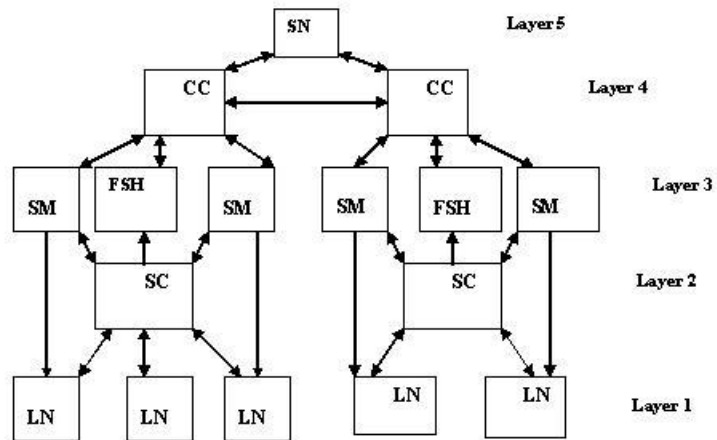 SN Layer 5
CC CC Layer 4
SM FSH SM SM FSH SM Layer 3
SC SC Layer 2
LN LN LN LN LN Layer 1